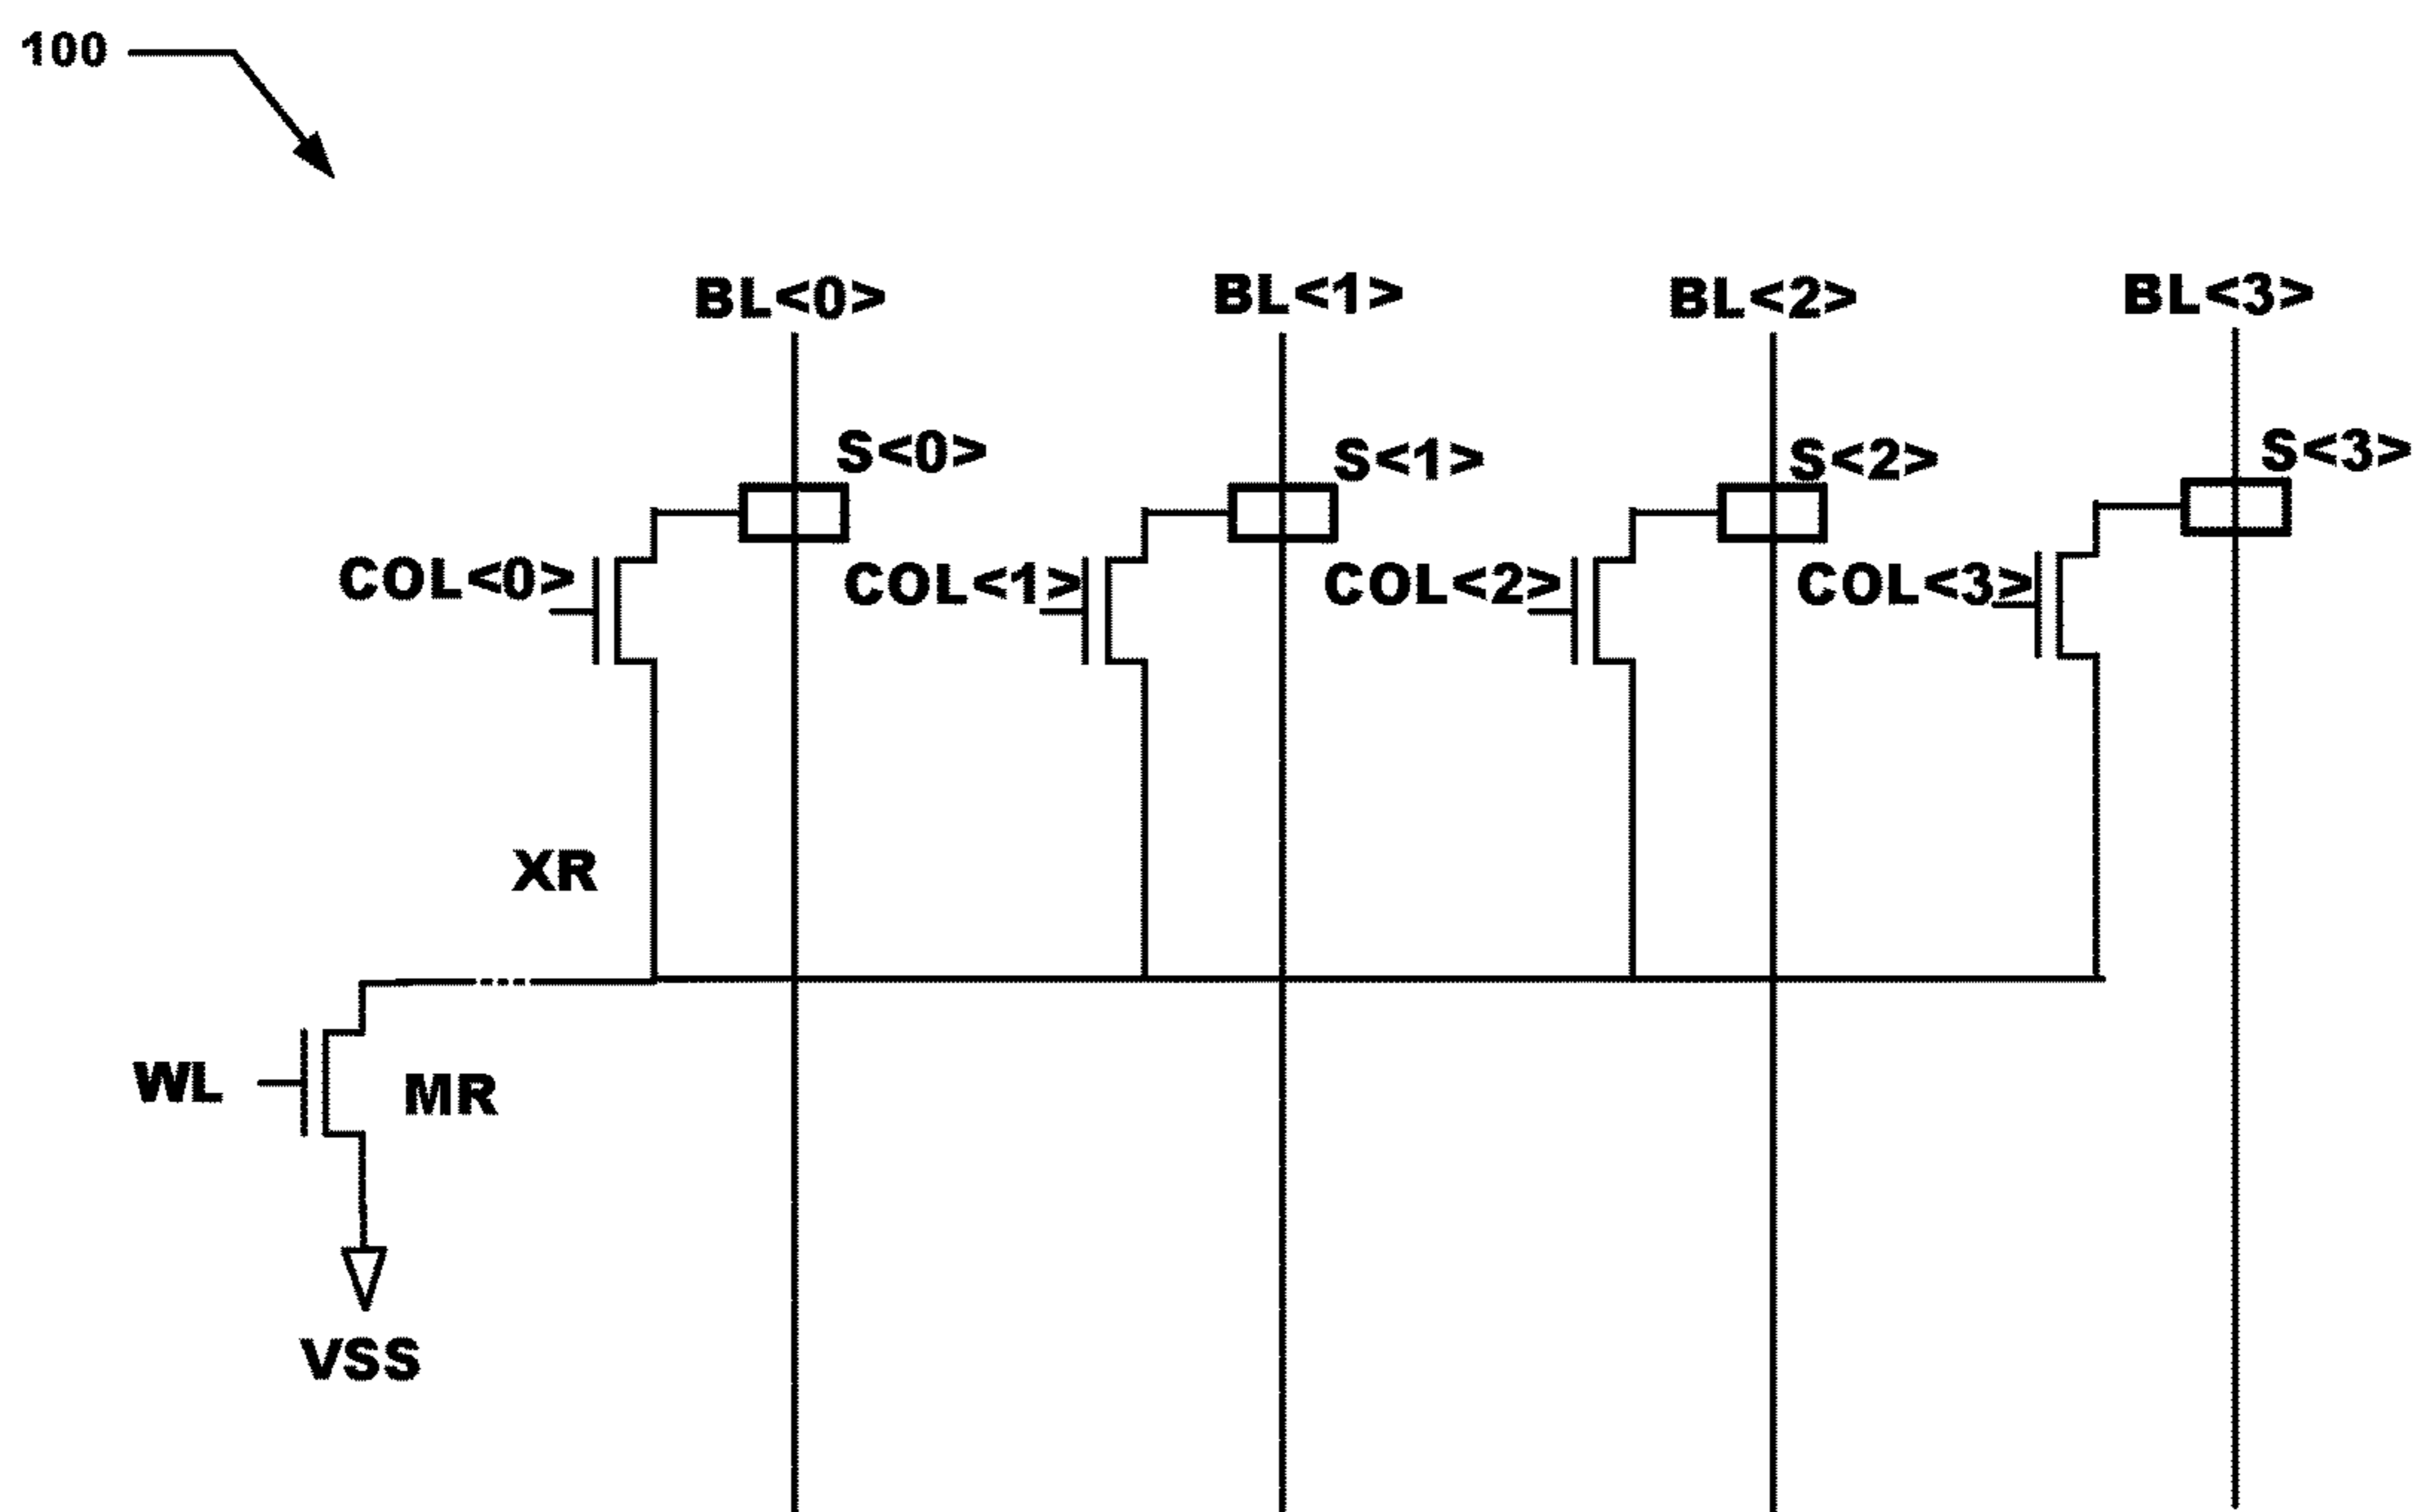 100
BL<0> BL<1> BL<2> BL<3>
S<0> S<1> S<2> S<3>
COL<0> COL<1> COL<2> COL<3>
XR
WL MR
VSS